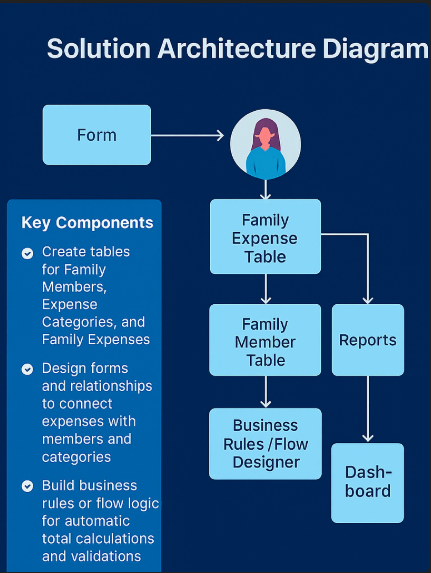 Solution Architecture Diagram
Form
Family
Expense
Table
Key Components
Create tables
for Family
Members,
Expense
Categories, and
Family Expenses
Design forms
and relationships
to connect
expenses with
members and
categories
Build business
rules or flow logic
for automatic
total calculations
and validations
Family
Member
Table
Reports
Business
Rules /Flow
Designer
Dash-
board